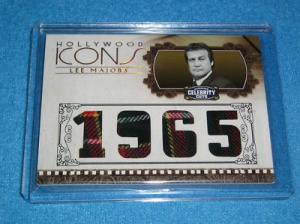 HOLLYWOOD
ICONS
LEE MAJORS
CELEBRITY
CUTS
1965